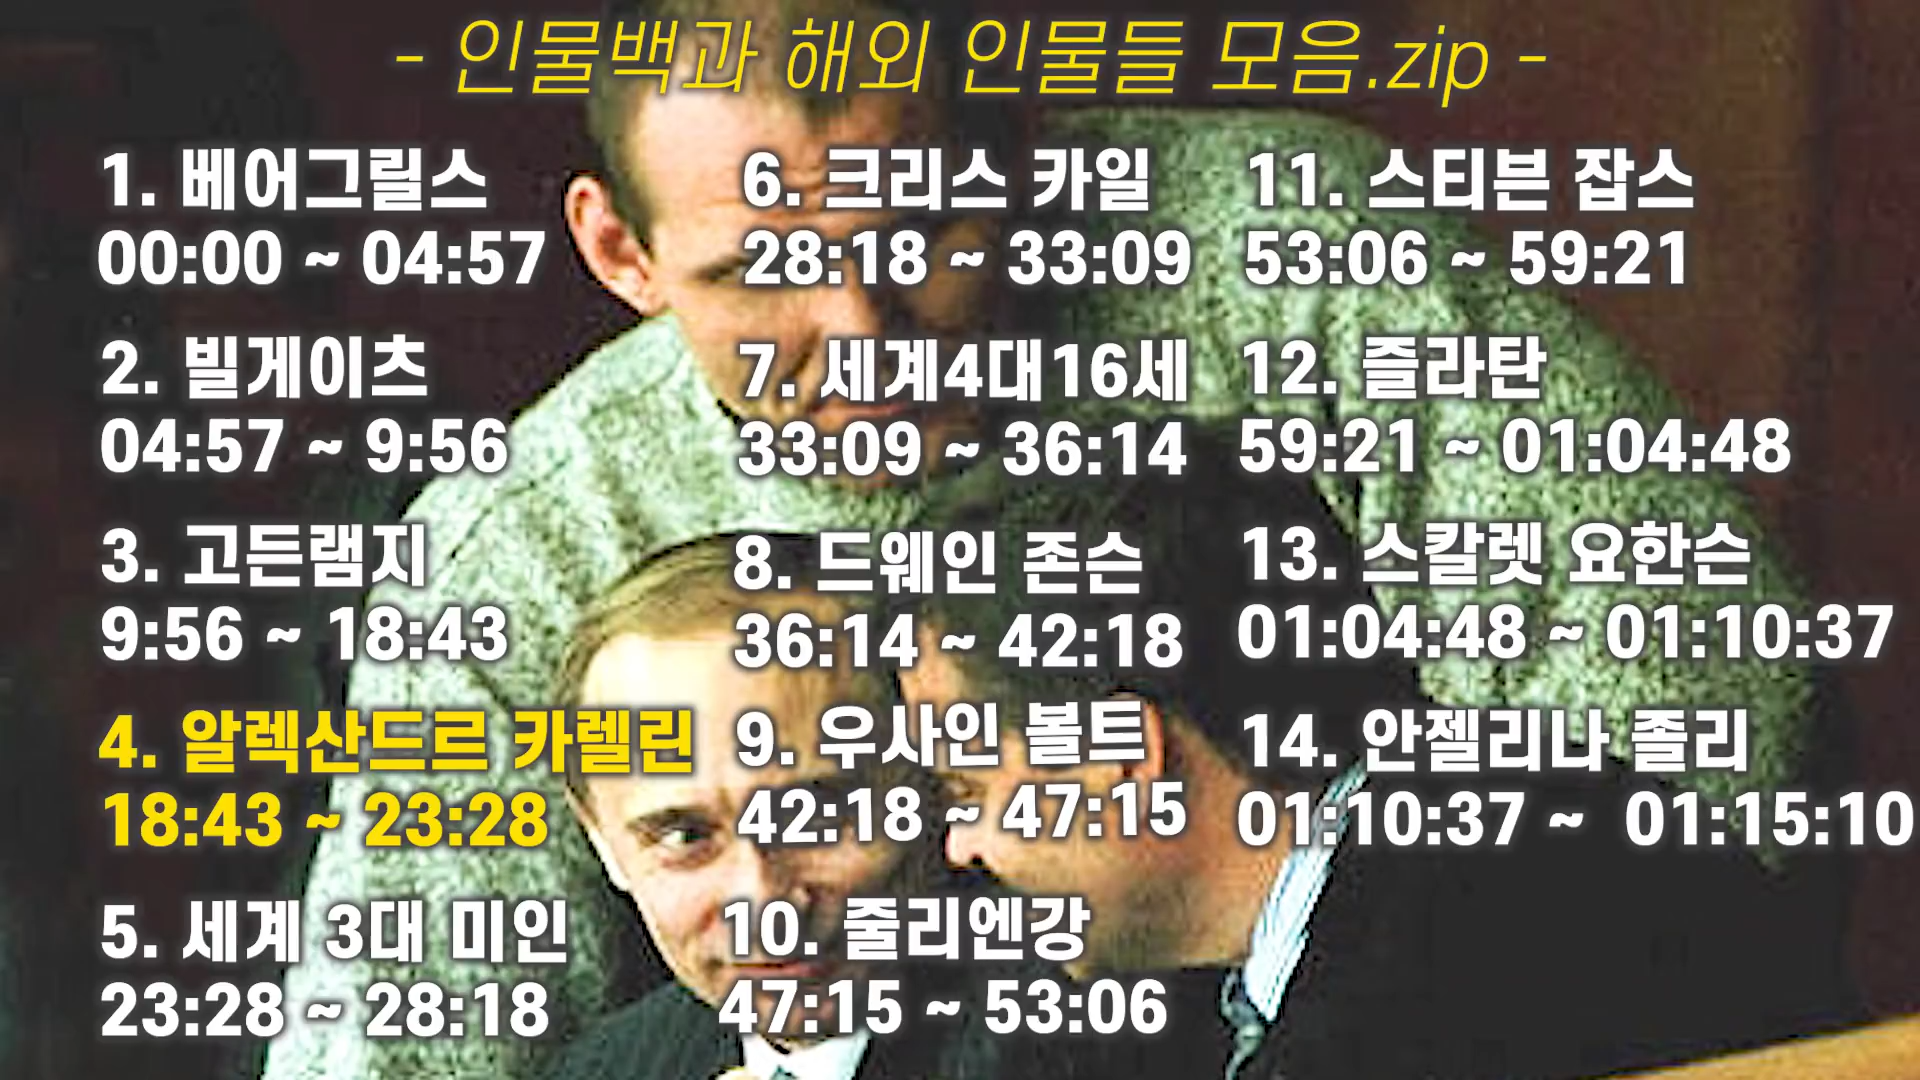 - 인물백과 해외 인물들 모음.zip -
1. 베어그릴스
00:00 ~ 04:57
2. 빌게이츠
04:57 ~ 9:56
3. 고든램지
9:56 ~ 18:43
4. 알렉산드르 카렐린
18:43 ~ 23:28
5. 세계 3대 미인
23:28 ~ 28:18
6. 크리스 카일
28:18 ~ 33:09
7. 세계4대16세
33:09 ~ 36:14
8. 드웨인 존슨
36:14 ~ 42:18
9. 우사인 볼트
42:18 ~ 47:15
10. 줄리엔강
47:15 ~ 53:06
11. 스티븐 잡스
53:06 ~ 59:21
12. 즐라탄
59:21 ~ 01:04:48
13. 스칼렛 요한슨
01:04:48 ~ 01:10:37
14. 안젤리나 졸리
01:10:37 ~ 01:15:10